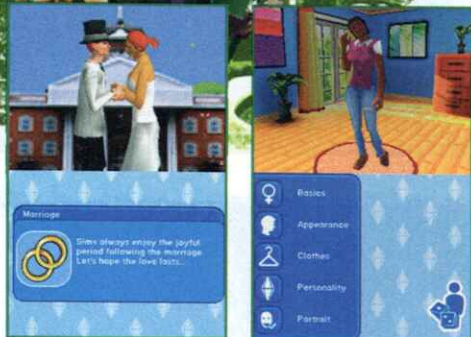 Marriage
Sims always enjoy the joyful
period following the marriage.
Let's hope the love lasts...
Basics
Appearance
Clothes
Personality
Portrait